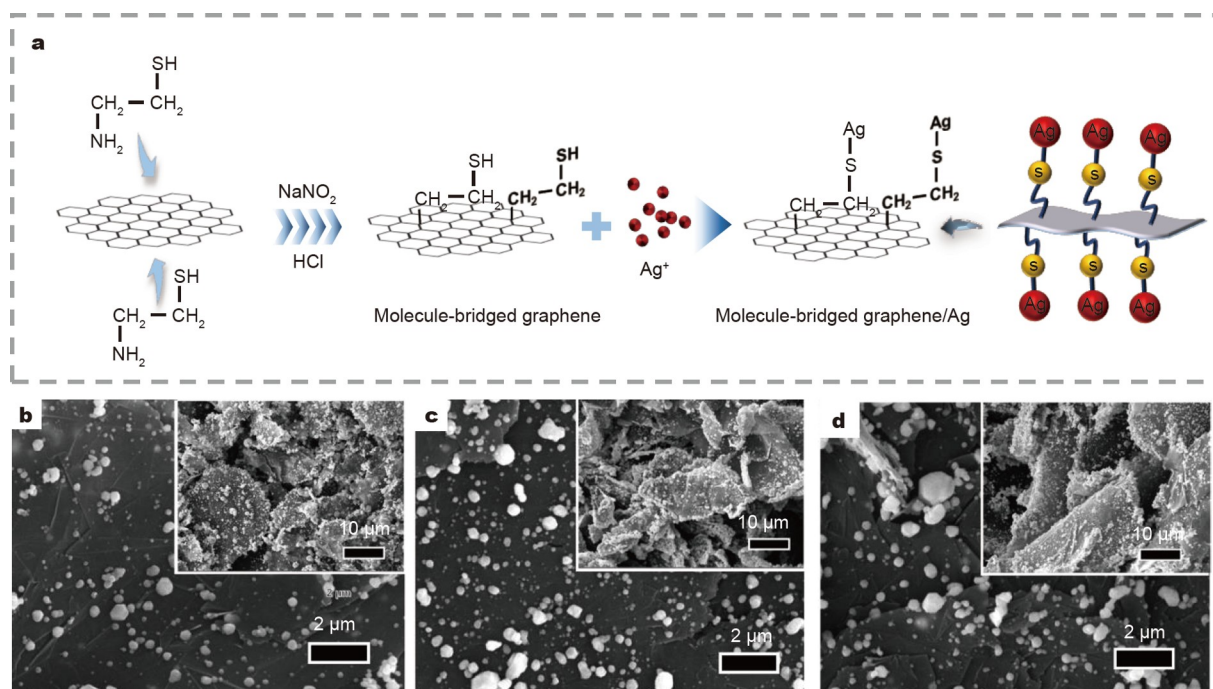 a
SH
CH₂ — CH₂
NH₂
SH
CH₂ — CH₂
NH₂
NaNO₂
HCl
SH
CH₂ CH₂
SH
CH₂
CH₂
Molecule-bridged graphene
Ag⁺
Ag
S
CH₂ CH₂
Ag
S
CH₂
CH₂
Molecule-bridged graphene/Ag
Ag Ag Ag
S S S
S S S
Ag Ag Ag
b
10 µm
2 µm
c
10 µm
2 µm
d
10 µm
2 µm